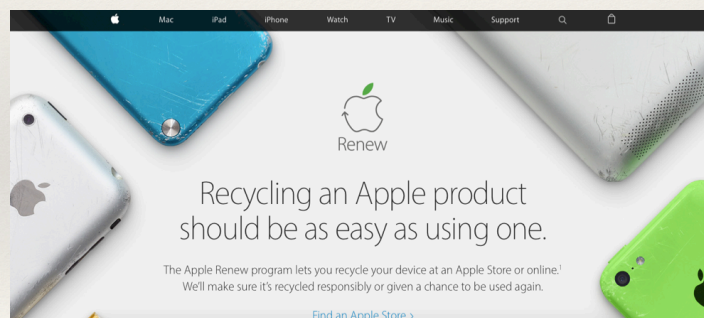 Mac iPad iPhone Watch TV Music Support
Renew
Recycling an Apple product
should be as easy as using one.
The Apple Renew program lets you recycle your device at an Apple Store or online.¹
We’ll make sure it’s recycled responsibly or given a chance to be used again.
Find an Apple Store >